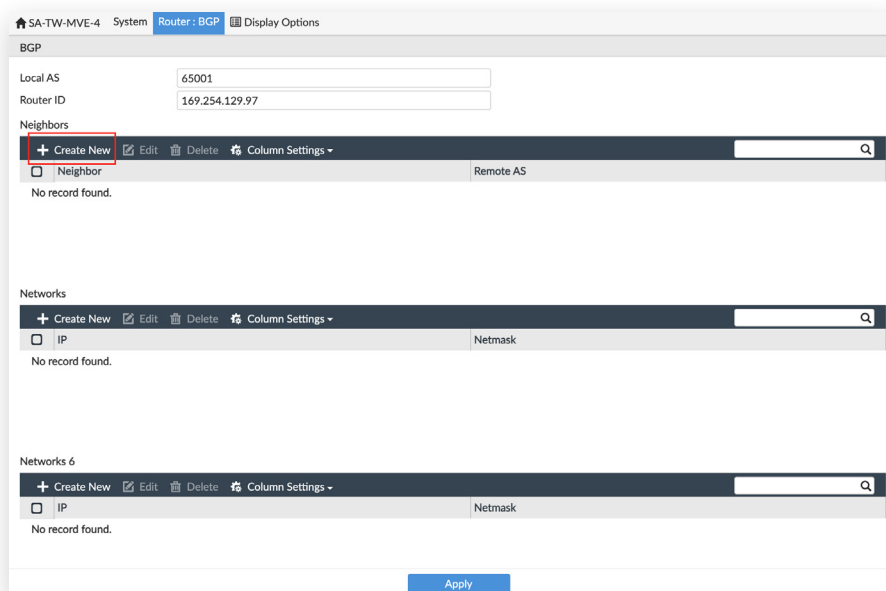 SA-TW-MVE-4 System Router : BGP Display Options
BGP
Local AS 65001
Router ID 169.254.129.97
Neighbors
Create New Edit Delete Column Settings
Neighbor Remote AS
No record found.
Networks
Create New Edit Delete Column Settings
IP Netmask
No record found.
Networks 6
Create New Edit Delete Column Settings
IP Netmask
No record found.
Apply